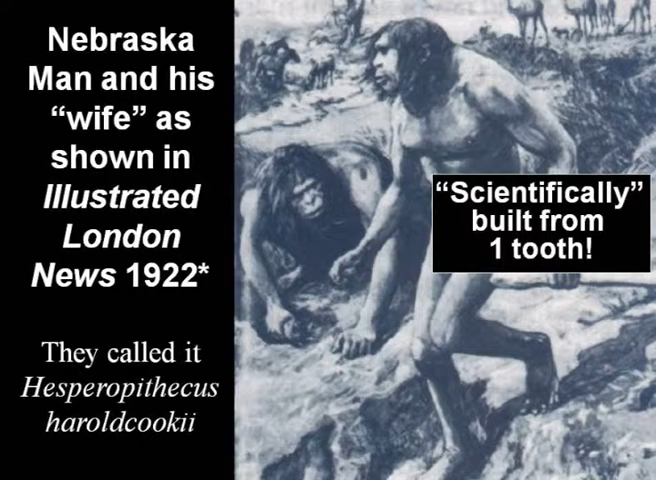 Nebraska
Man and his
“wife” as
shown in
Illustrated
London
News 1922*
They called it
Hesperopithecus
haroldcookii
“Scientifically”
built from
1 tooth!